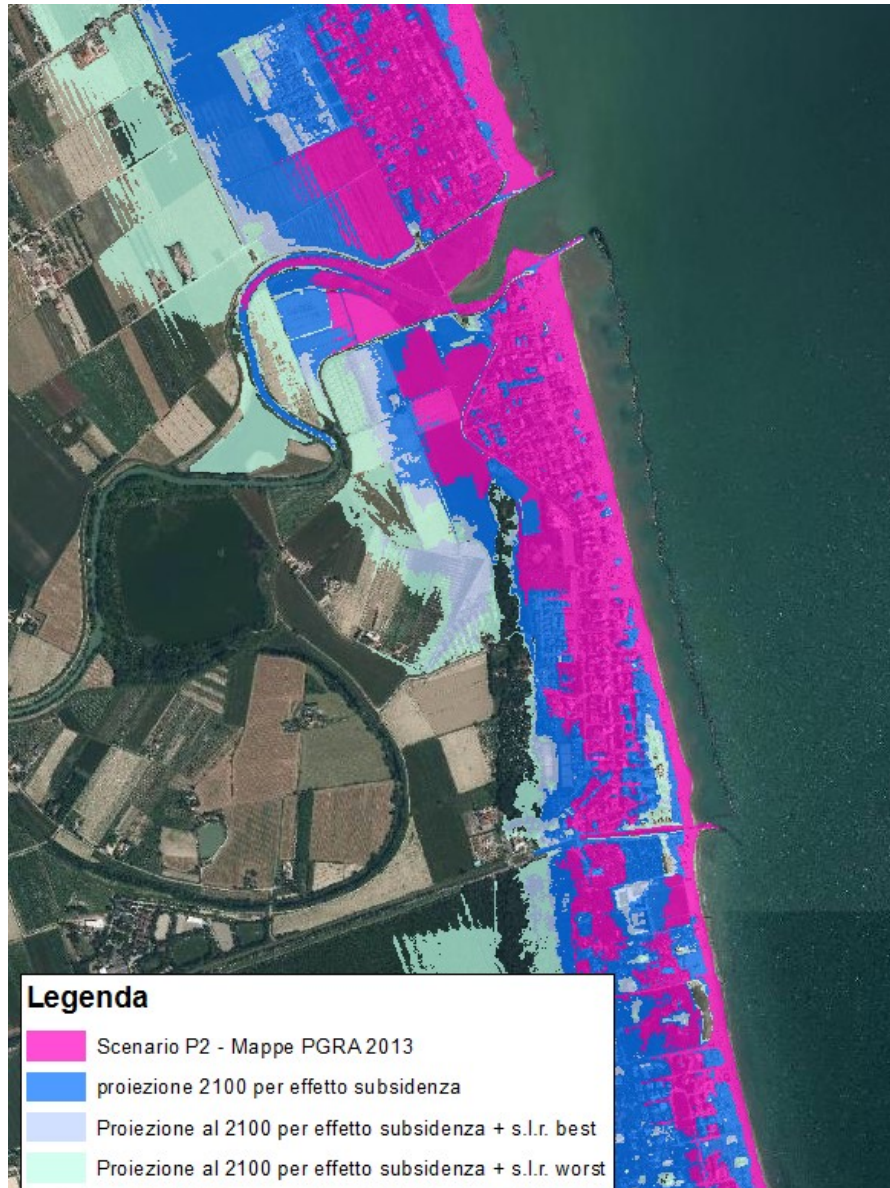 Legenda
Scenario P2 - Mappe PGRA 2013
proiezione 2100 per effetto subsidenza
Proiezione al 2100 per effetto subsidenza + s.l.r. best
Proiezione al 2100 per effetto subsidenza + s.l.r. worst